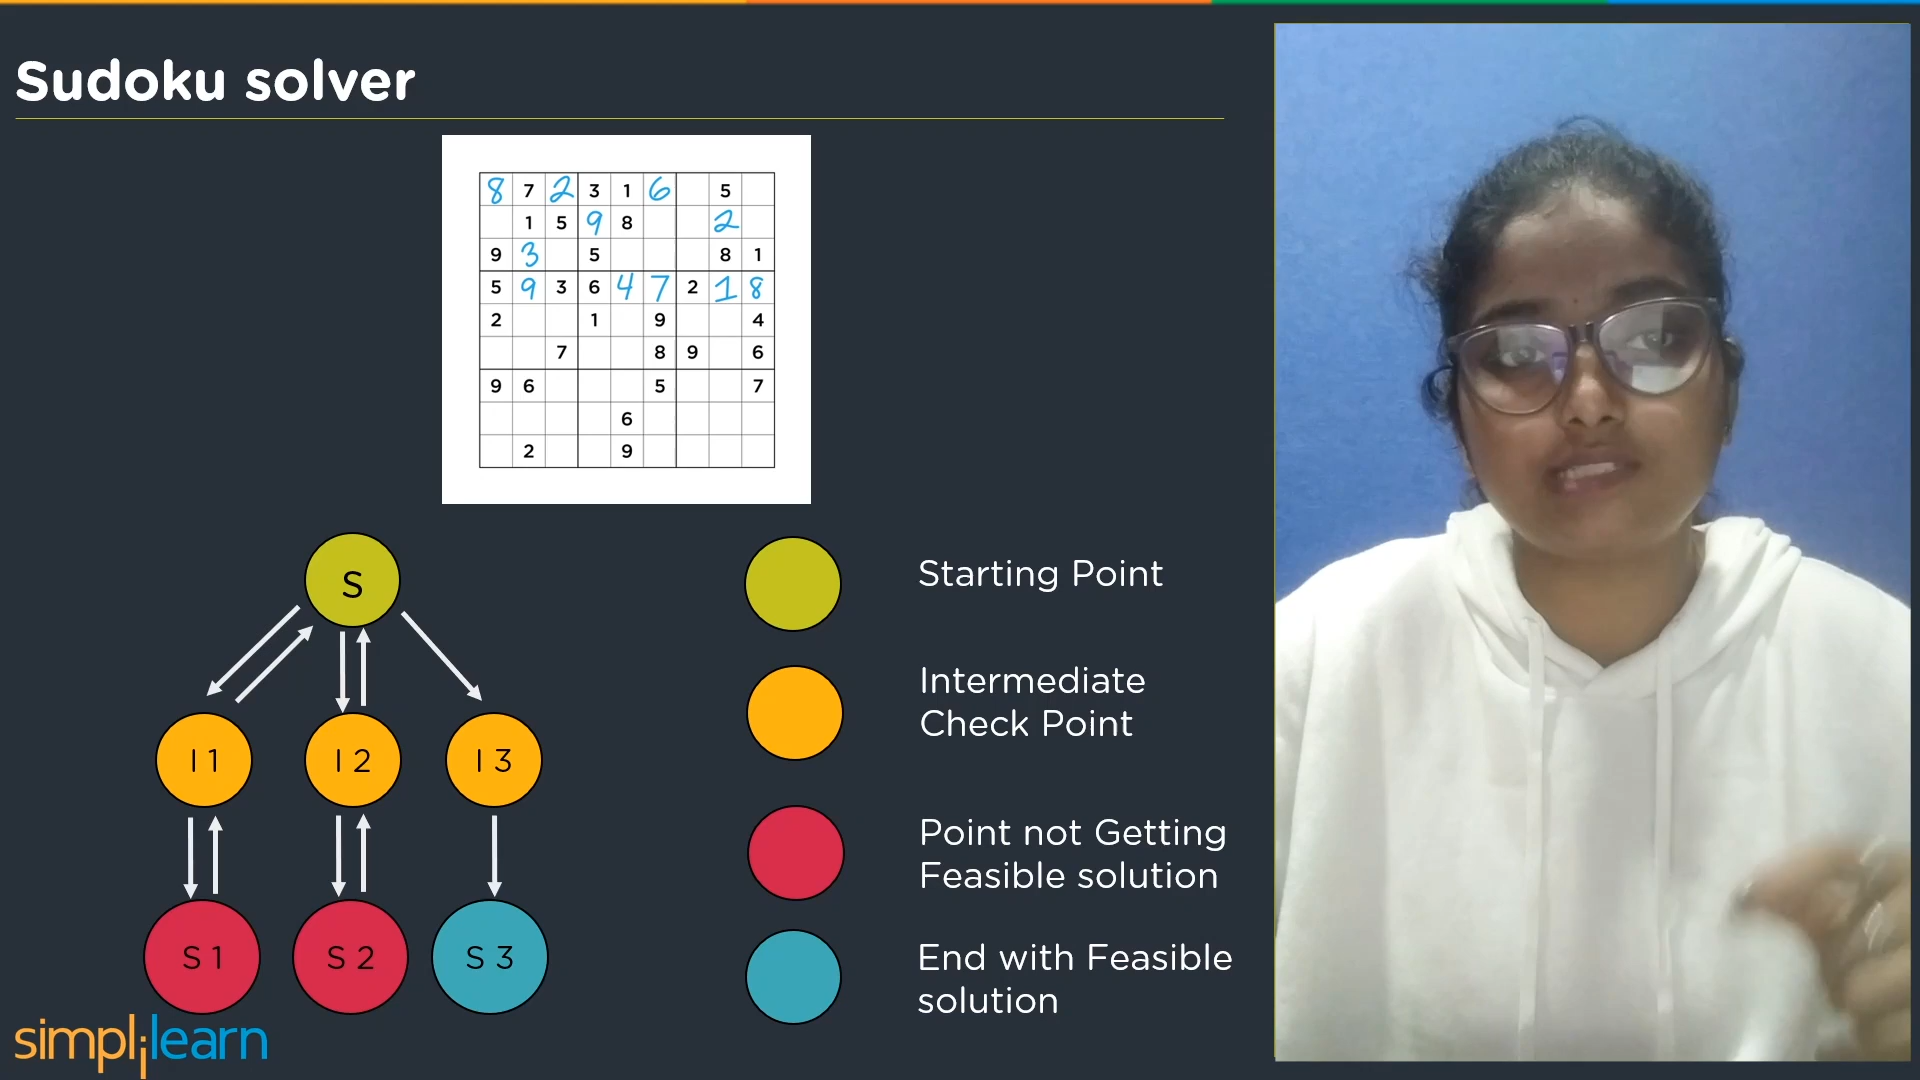 Sudoku solver
8 7 2 3 1 6 5
1 5 9 8 2
9 3 5 8 1
5 9 3 6 4 7 2 1 8
2 1 9 4
7 8 9 6
9 6 5 7
6
2 9
S
I 1 I 2 I 3
S 1 S 2 S 3
Starting Point
Intermediate
Check Point
Point not Getting
Feasible solution
End with Feasible
solution
simplilearn